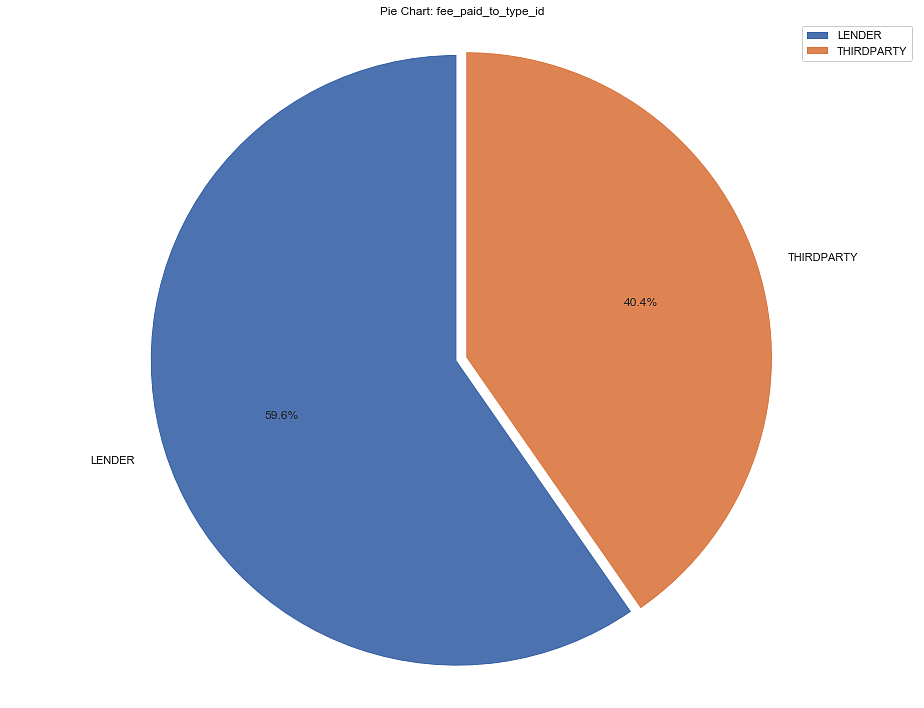 Pie Chart: fee_paid_to_type_id
LENDER
THIRDPARTY
THIRDPARTY
40.4%
59.6%
LENDER